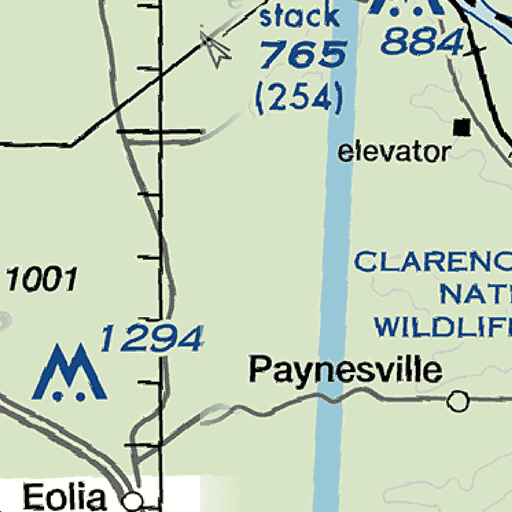 stack
765
(254)
884
elevator
CLARENC
NAT
WILDLIF
1001
1294
Paynesville
Eolia